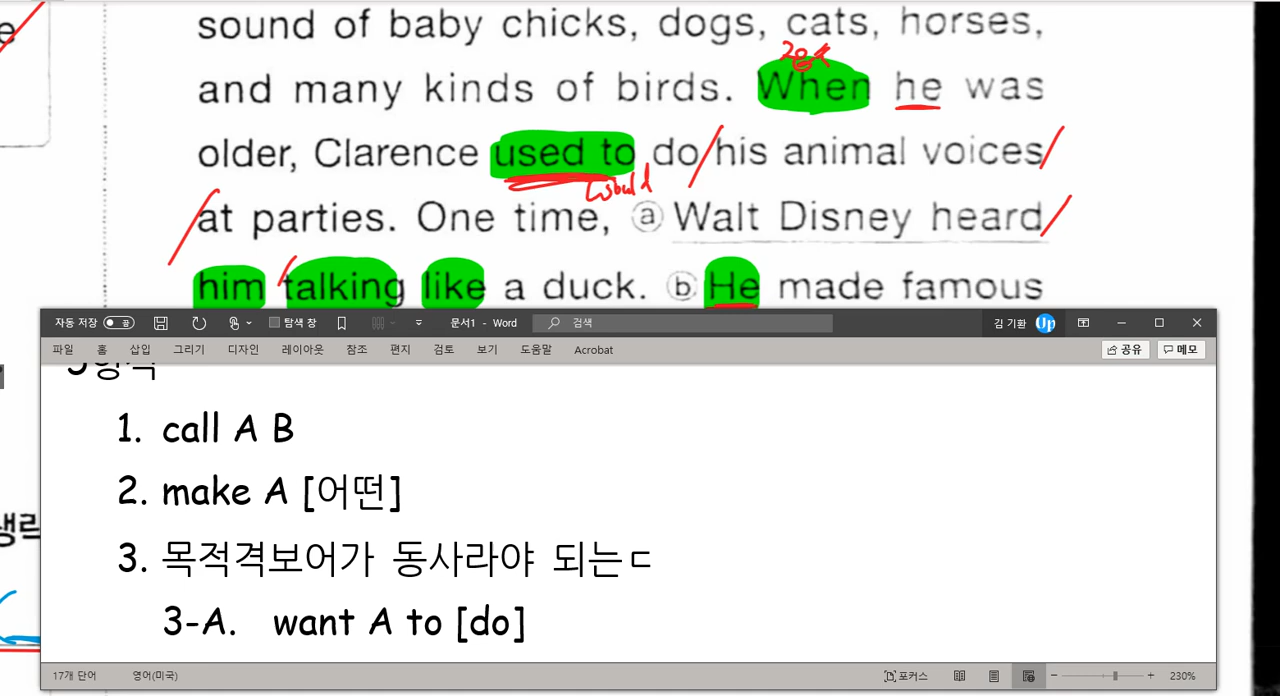 e
sound of baby chicks, dogs, cats, horses,
and many kinds of birds. When he was
older, Clarence used to do his animal voices
would
at parties. One time, ⓐ Walt Disney heard
him talking like a duck. ⓑ He made famous
자동 저장 끔 탐색 창 문서1 - Word 검색 김 기환 Up
파일 홈 삽입 그리기 디자인 레이아웃 참조 편지 검토 보기 도움말 Acrobat 공유 메모
1. call A B
2. make A [어떤]
3. 목적격보어가 동사라야 되는ㄷ
3-A. want A to [do]
17개 단어 영어(미국) 포커스 230%